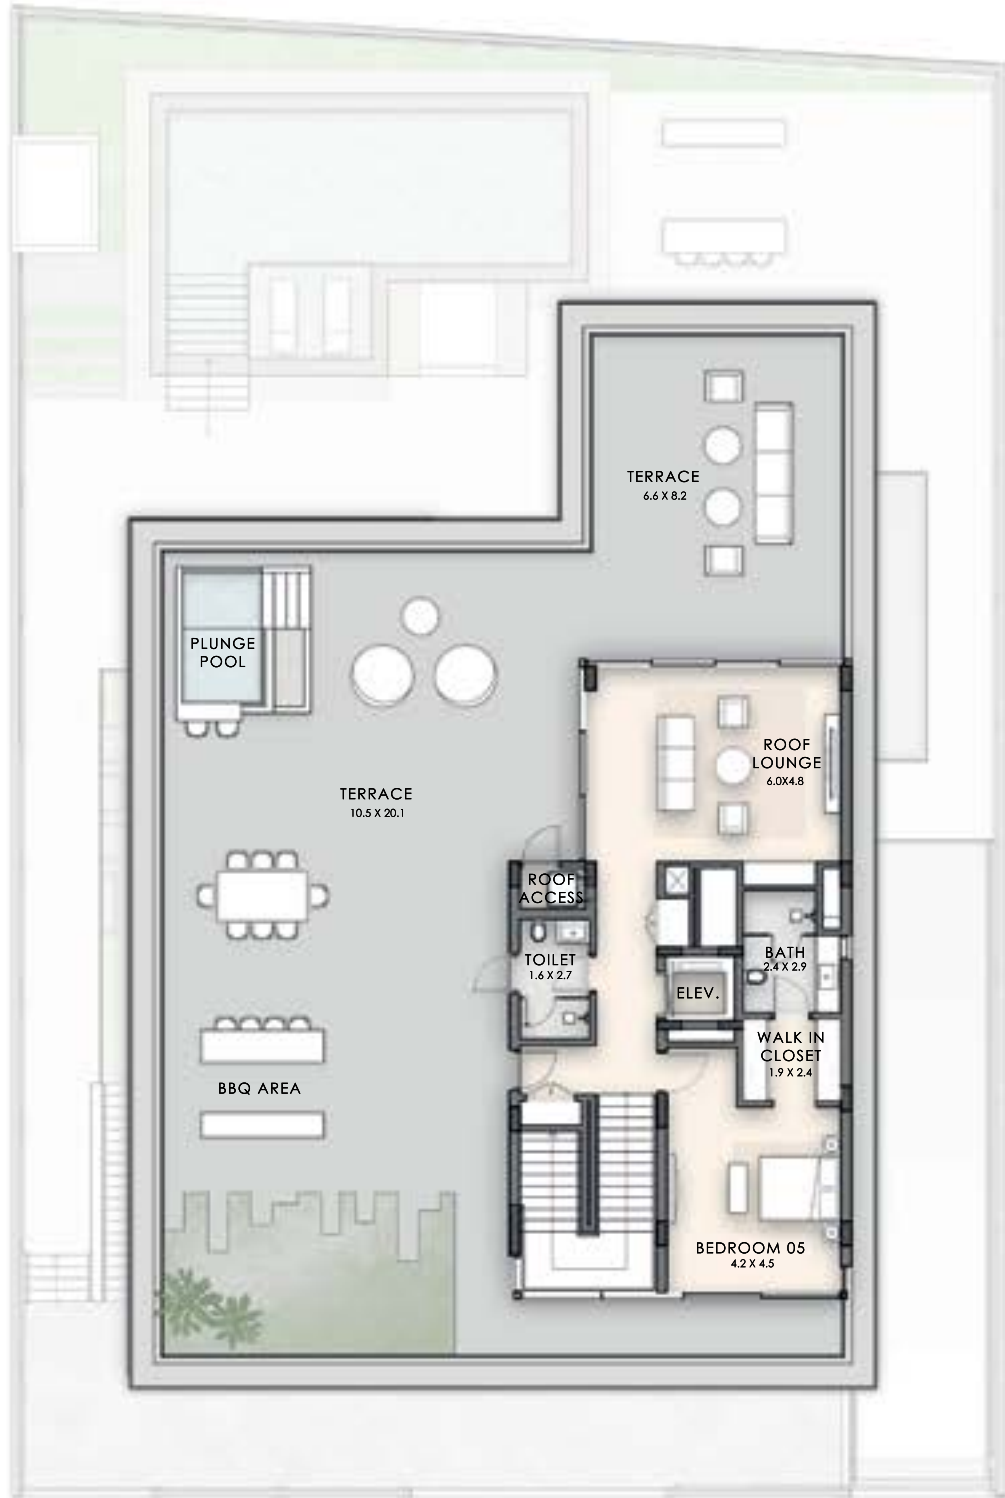 TERRACE
6.6 X 8.2
PLUNGE
POOL
ROOF
LOUNGE
6.0X4.8
TERRACE
10.5 X 20.1
ROOF
ACCESS
TOILET
1.6 X 2.7
BATH
2.4 X 2.9
ELEV.
WALK IN
CLOSET
1.9 X 2.4
BBQ AREA
BEDROOM 05
4.2 X 4.5